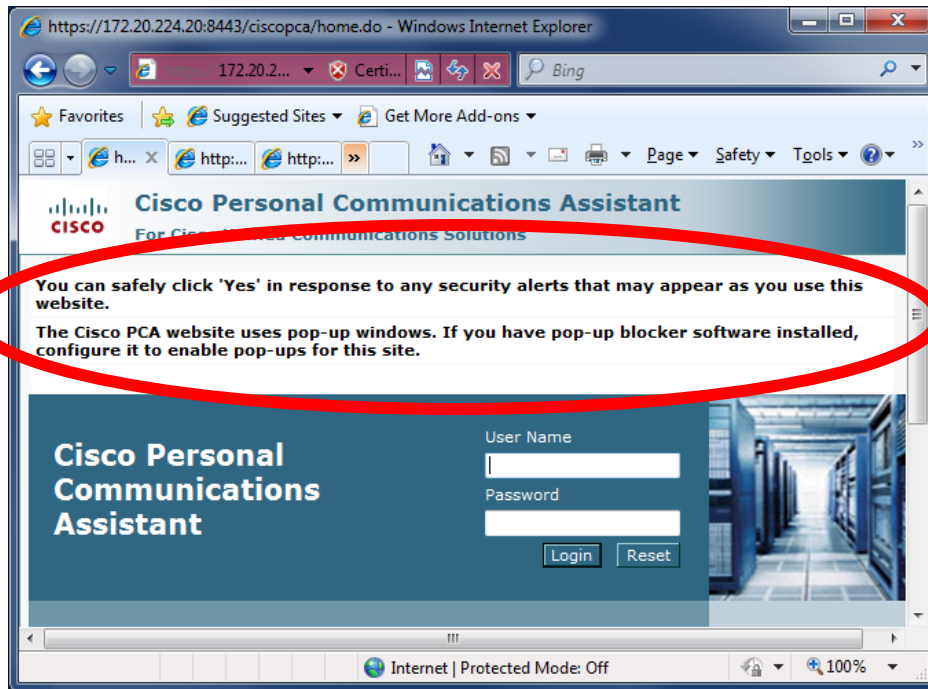 https://172.20.224.20:8443/ciscopca/home.do - Windows Internet Explorer
172.20.2... Certi... Bing
Favorites Suggested Sites Get More Add-ons
h... http:... http:... » Page Safety Tools »
CISCO
Cisco Personal Communications Assistant
For Cisco Communications Solutions
You can safely click 'Yes' in response to any security alerts that may appear as you use this
website.
The Cisco PCA website uses pop-up windows. If you have pop-up blocker software installed,
configure it to enable pop-ups for this site.
Cisco Personal
Communications
Assistant
User Name
Password
Login Reset
Internet | Protected Mode: Off 100%